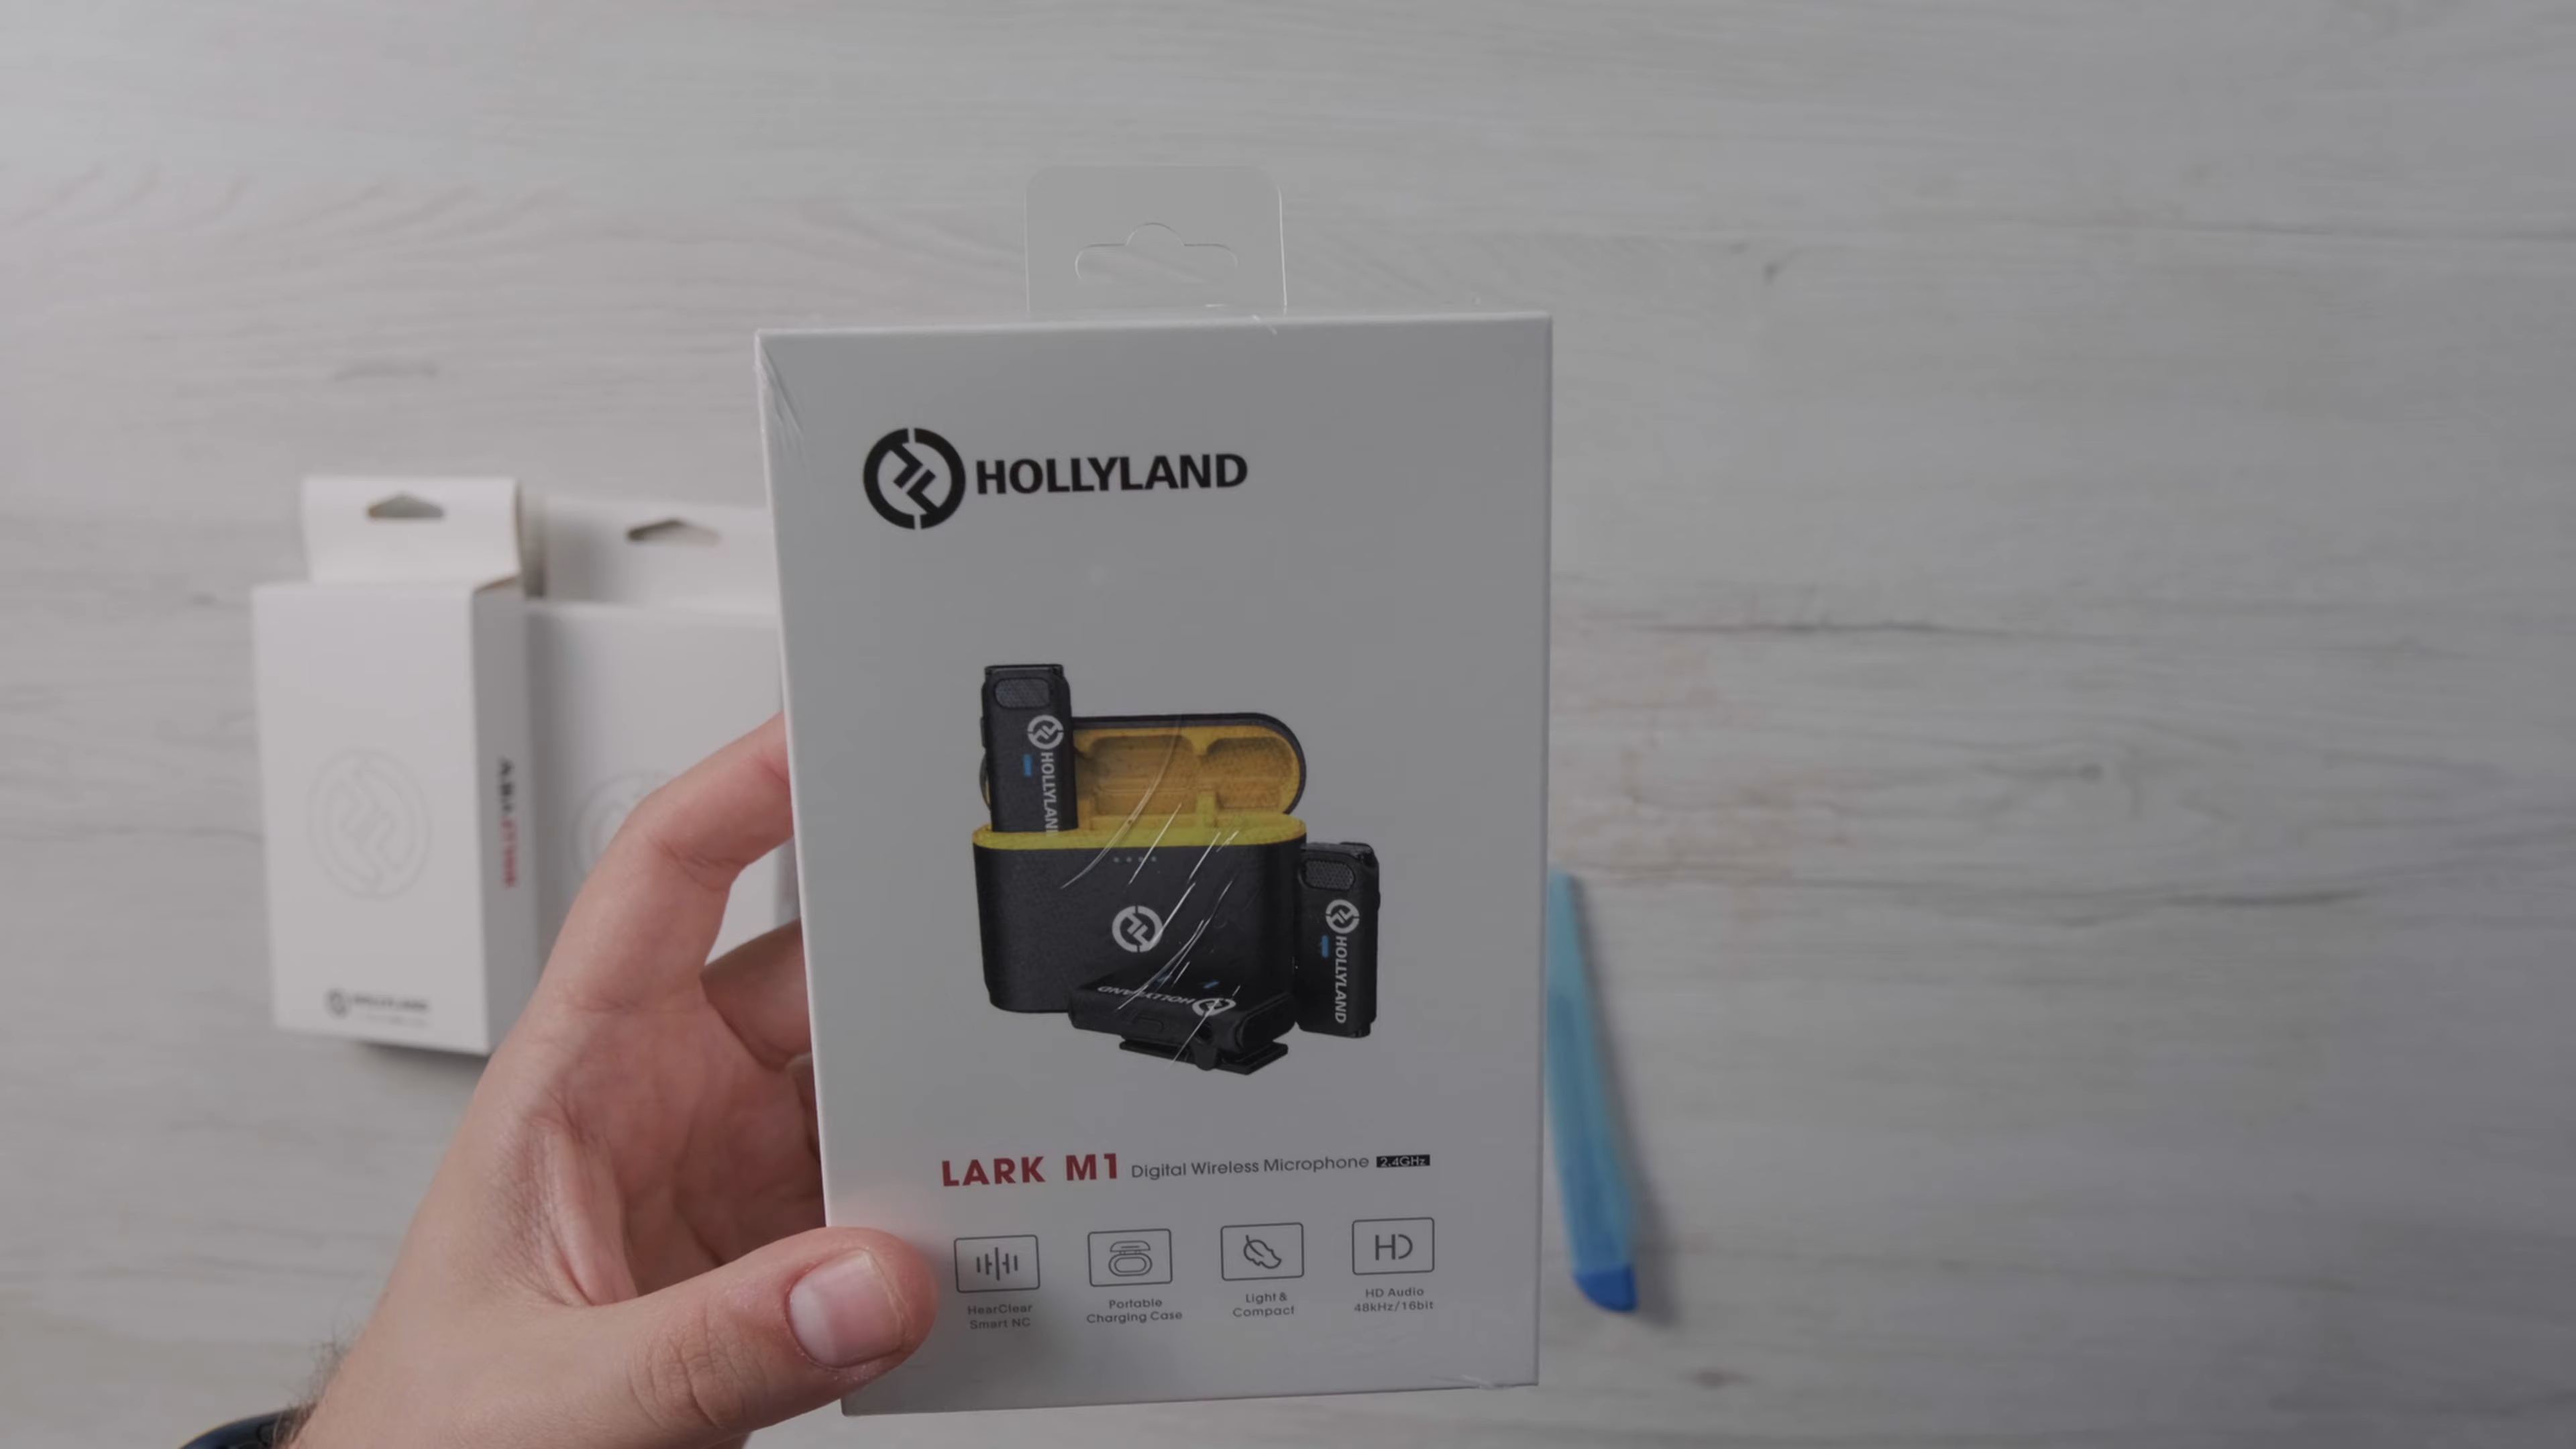 HOLLYLAND
HOLLYLAN
HOLLYLAND
HOLLYLAND
LARK M1 Digital Wireless Microphone 2.4GHz
HearClear
Smart NC
Portable
Charging Case
Light &
Compact
HD
HD Audio
48kHz/16bit
HOLLYLAND